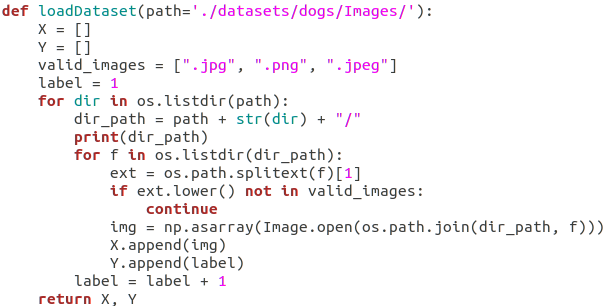 def loadDataset(path='./datasets/dogs/Images/'):
    X = []
    Y = []
    valid_images = [".jpg", ".png", ".jpeg"]
    label = 1
    for dir in os.listdir(path):
        dir_path = path + str(dir) + "/"
        print(dir_path)
        for f in os.listdir(dir_path):
            ext = os.path.splitext(f)[1]
            if ext.lower() not in valid_images:
                continue
            img = np.asarray(Image.open(os.path.join(dir_path, f)))
            X.append(img)
            Y.append(label)
        label = label + 1
    return X, Y